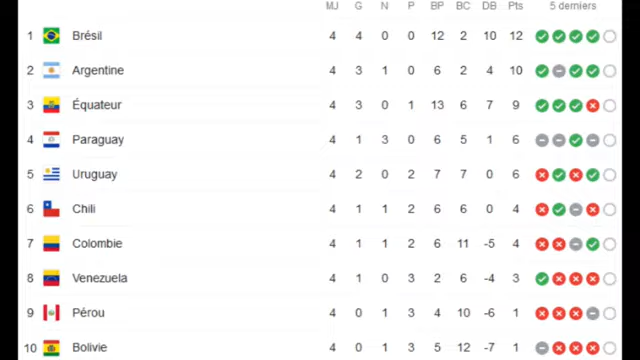 MJ G N P BP BC DB Pts 5 derniers
1 Brésil 4 4 0 0 12 2 10 12
2 Argentine 4 3 1 0 6 2 4 10
3 Équateur 4 3 0 1 13 6 7 9
4 Paraguay 4 1 3 0 6 5 1 6
5 Uruguay 4 2 0 2 7 7 0 6
6 Chili 4 1 1 2 6 6 0 4
7 Colombie 4 1 1 2 6 11 -5 4
8 Venezuela 4 1 0 3 2 6 -4 3
9 Pérou 4 0 1 3 4 10 -6 1
10 Bolivie 4 0 1 3 5 12 -7 1